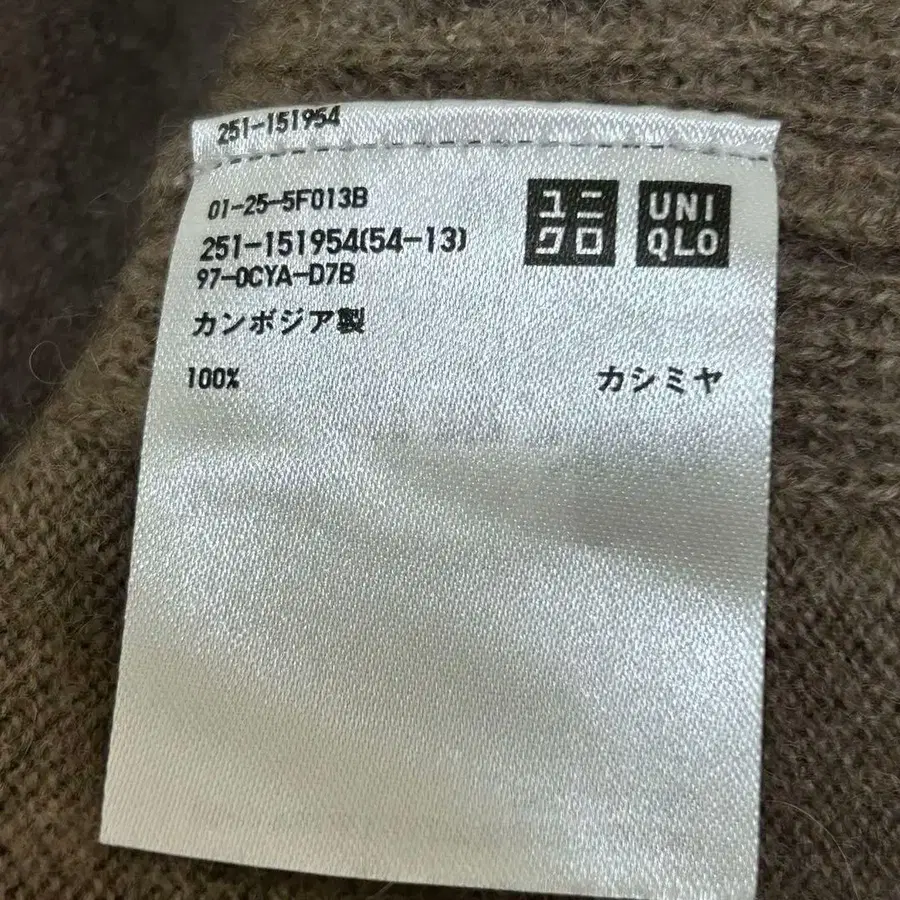 251-151954
01-25-5F013B
251-151954(54-13)
97-0CYA-D7B
カンボジア製
100% カシミヤ
ユニ
クロ
UNI
QLO